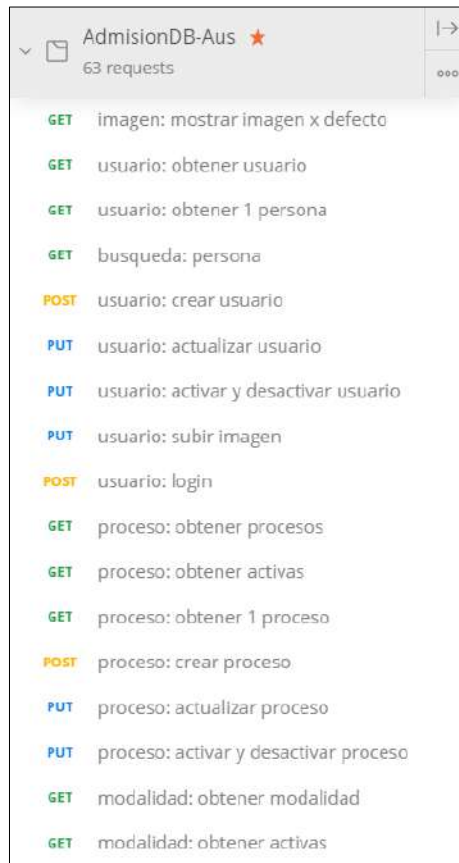 AdmisionDB-Aus
63 requests
GET imagen: mostrar imagen x defecto
GET usuario: obtener usuario
GET usuario: obtener 1 persona
GET busqueda: persona
POST usuario: crear usuario
PUT usuario: actualizar usuario
PUT usuario: activar y desactivar usuario
PUT usuario: subir imagen
POST usuario: login
GET proceso: obtener procesos
GET proceso: obtener activas
GET proceso: obtener 1 proceso
POST proceso: crear proceso
PUT proceso: actualizar proceso
PUT proceso: activar y desactivar proceso
GET modalidad: obtener modalidad
GET modalidad: obtener activas